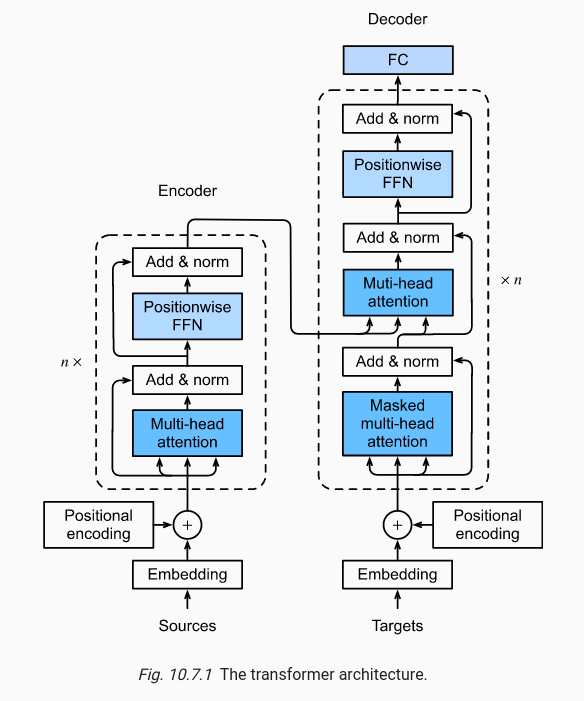 Decoder
FC
Add & norm
Positionwise
FFN
Add & norm
Muti-head
attention
× n
Add & norm
Masked
multi-head
attention
Positional
encoding
+
Embedding
Targets
Encoder
Add & norm
Positionwise
FFN
n ×
Add & norm
Multi-head
attention
Positional
encoding
+
Embedding
Sources
Fig. 10.7.1 The transformer architecture.